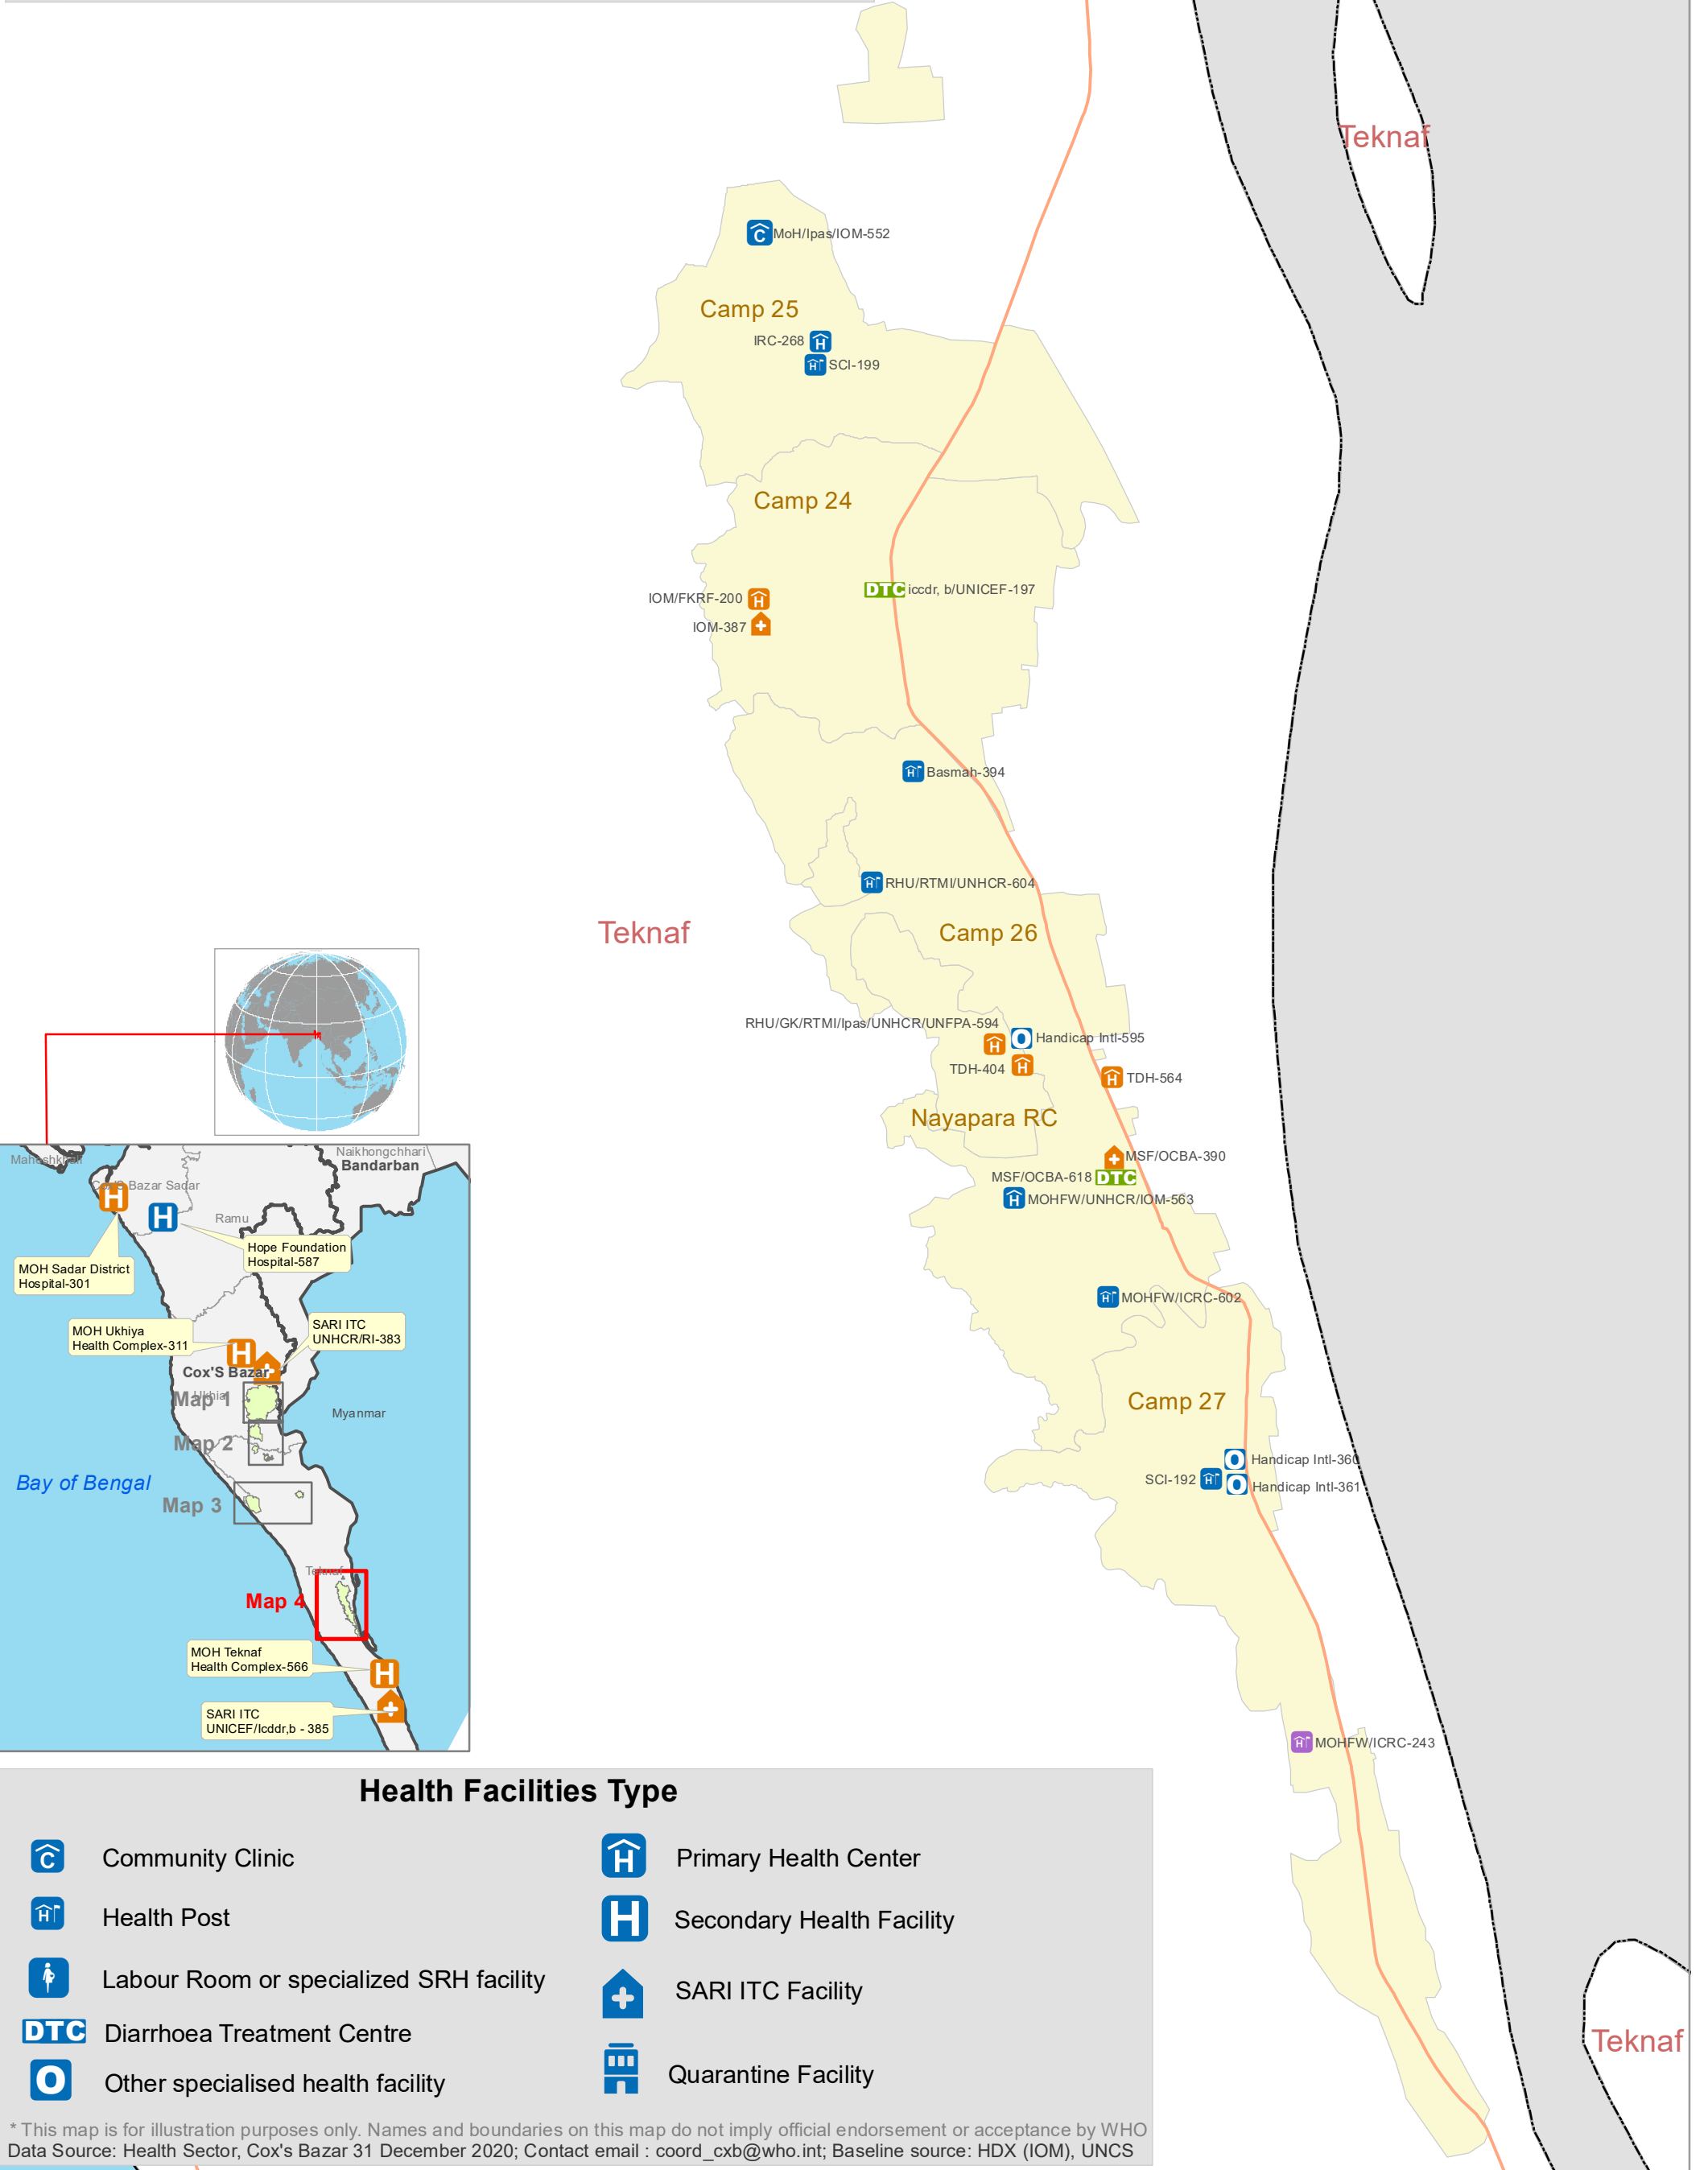 Teknaf
MoH/Ipas/IOM-552
Camp 25
IRC-268
SCI-199
Camp 24
iccdr, b/UNICEF-197
DTC
IOM/FKRF-200
IOM-387
Basmah-394
RHU/RTMI/UNHCR-604
Teknaf
Camp 26
RHU/GK/RTMI/Ipas/UNHCR/UNFPA-594
Handicap Intl-595
TDH-404
TDH-564
Nayapara RC
MSF/OCBA-390
MSF/OCBA-618
DTC
MOHFW/UNHCR/IOM-563
MOHFW/ICRC-602
Camp 27
Handicap Intl-360
SCI-192
Handicap Intl-361
MOHFW/ICRC-243
Teknaf
Naikhongchhari
Bandarban
Bazar Sadar
Ramu
Hope Foundation
Hospital-587
MOH Sadar District
Hospital-301
SARI ITC
UNHCR/RI-383
MOH Ukhiya
Health Complex-311
Cox'S Bazar
Map 1
Myanmar
Map 2
Bay of Bengal
Map 3
Teknaf
Map 4
MOH Teknaf
Health Complex-566
SARI ITC
UNICEF/Icddr,b - 385
Health Facilities Type
C Community Clinic
H Health Post
Labour Room or specialized SRH facility
DTC Diarrhoea Treatment Centre
O Other specialised health facility
H Primary Health Center
H Secondary Health Facility
SARI ITC Facility
Quarantine Facility
* This map is for illustration purposes only. Names and boundaries on this map do not imply official endorsement or acceptance by WHO
Data Source: Health Sector, Cox's Bazar 31 December 2020; Contact email : coord_cxb@who.int; Baseline source: HDX (IOM), UNCS